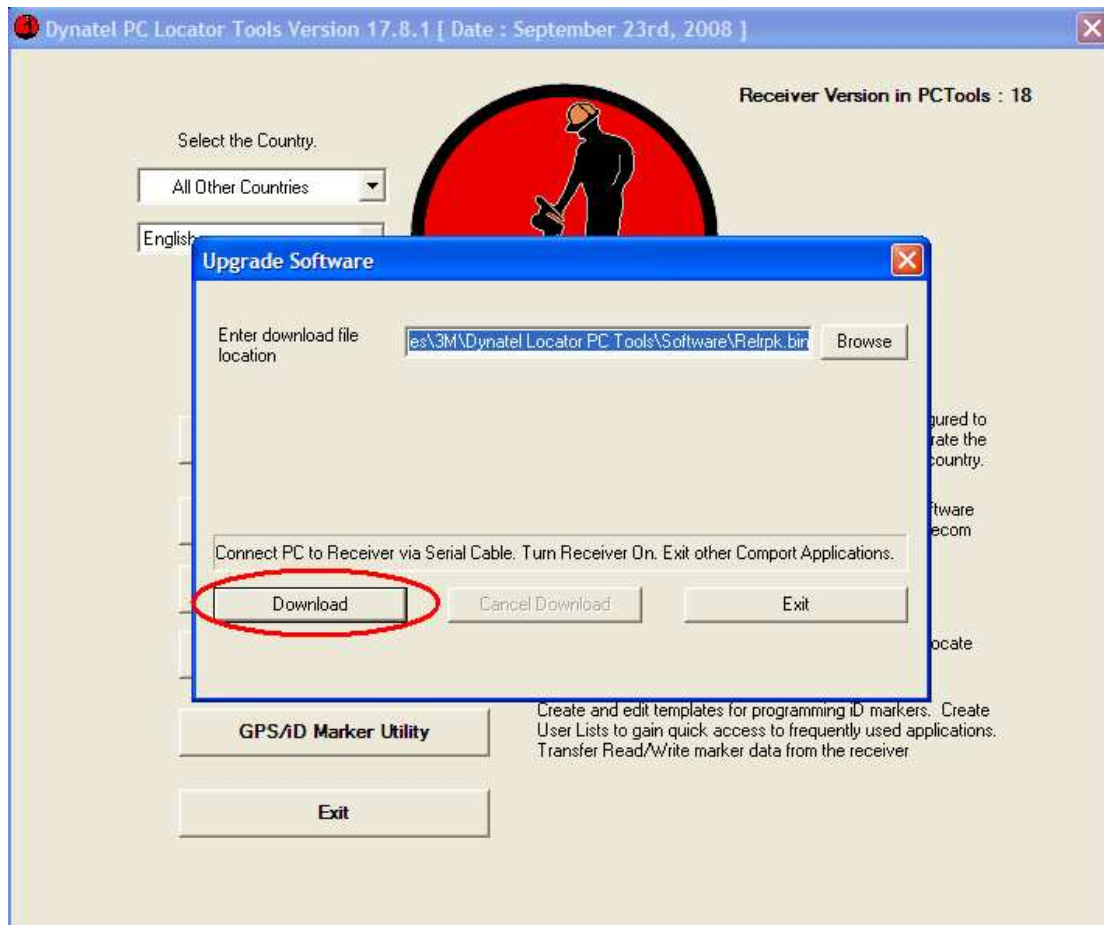 Dynatel PC Locator Tools Version 17.8.1 [ Date : September 23rd, 2008 ]
Receiver Version in PCTools : 18
Select the Country.
All Other Countries
English
Upgrade Software
Enter download file
location
es\3M\Dynatel Locator PC Tools\Software\Relrpk.bin
Browse
gured to
rate the
country.
ftware
ecom
Connect PC to Receiver via Serial Cable. Turn Receiver On. Exit other Comport Applications.
Download
Cancel Download
Exit
ocate
GPS/iD Marker Utility
Create and edit templates for programming iD markers. Create
User Lists to gain quick access to frequently used applications.
Transfer Read/Write marker data from the receiver
Exit